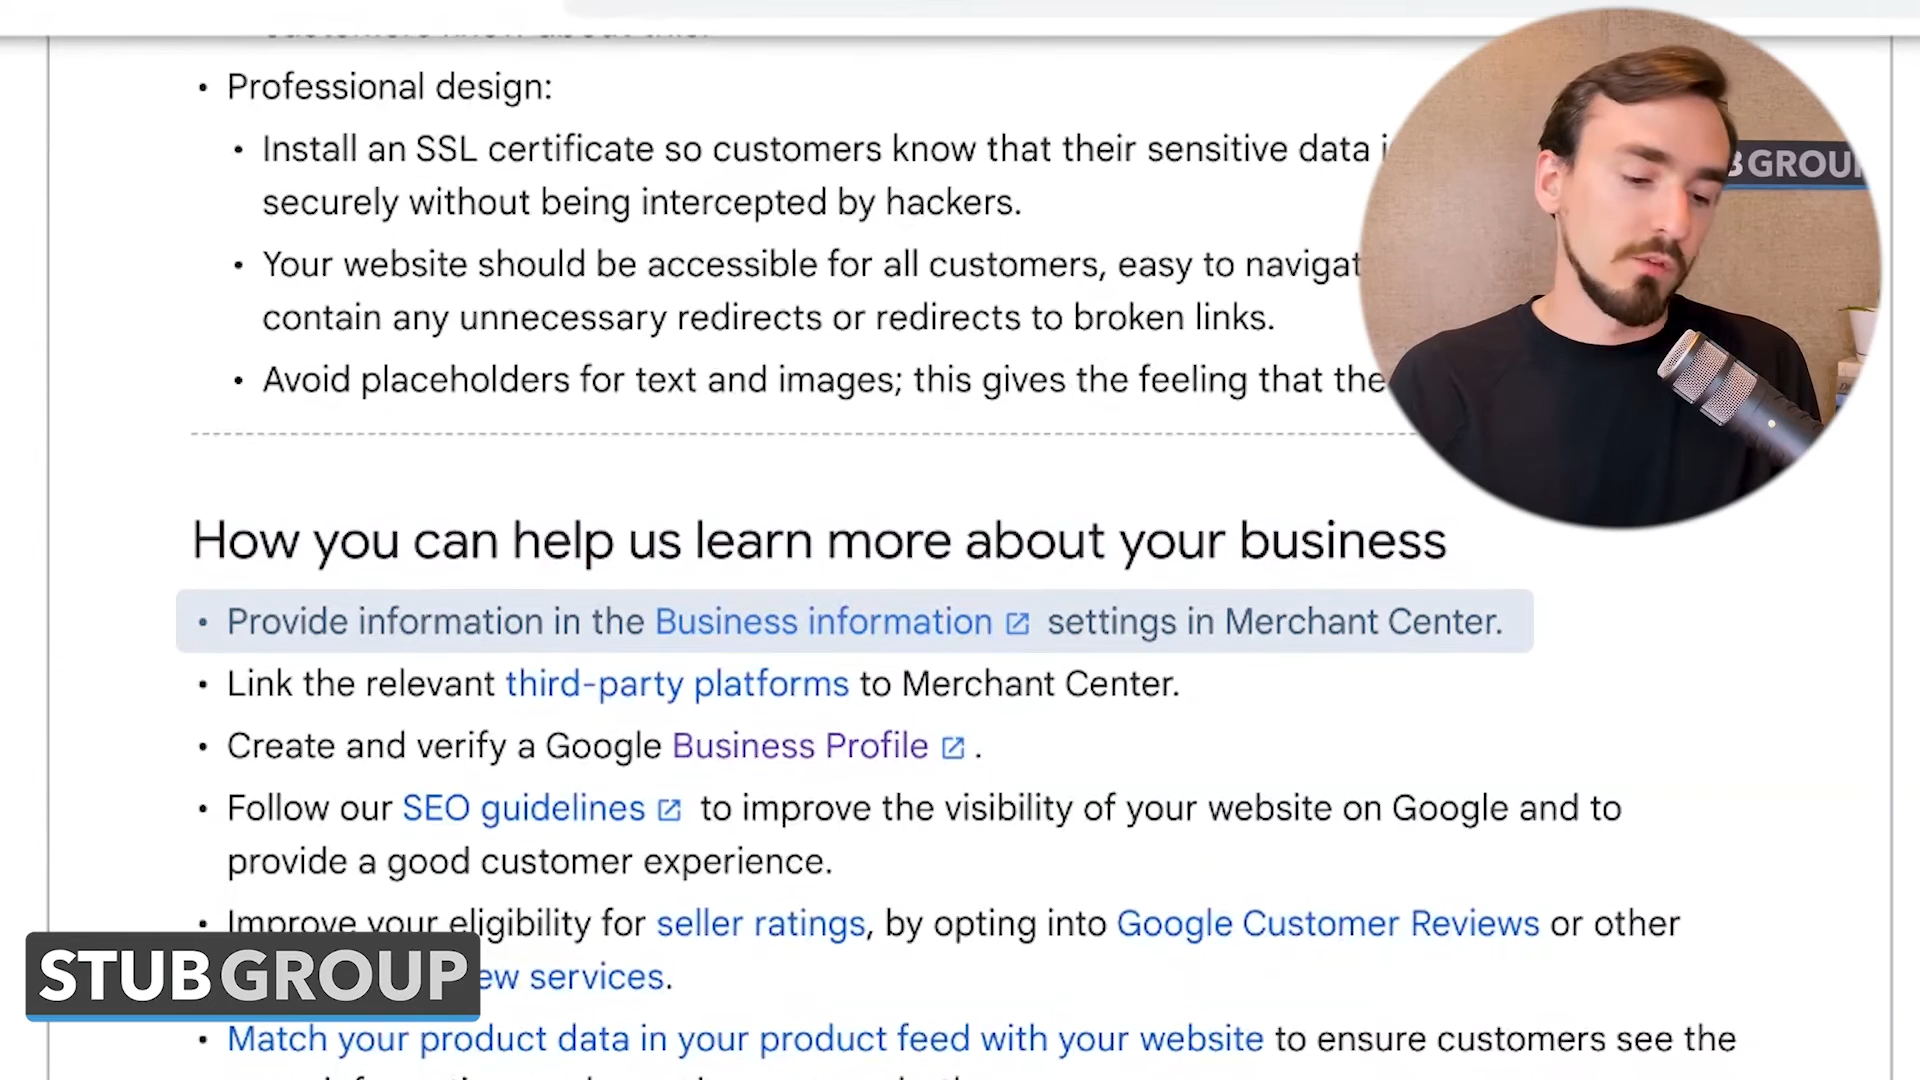 • Professional design:
• Install an SSL certificate so customers know that their sensitive data i
securely without being intercepted by hackers.
• Your website should be accessible for all customers, easy to navigat
contain any unnecessary redirects or redirects to broken links.
• Avoid placeholders for text and images; this gives the feeling that the
GROU
How you can help us learn more about your business
• Provide information in the Business information settings in Merchant Center.
• Link the relevant third-party platforms to Merchant Center.
• Create and verify a Google Business Profile .
• Follow our SEO guidelines to improve the visibility of your website on Google and to
provide a good customer experience.
• Improve your eligibility for seller ratings, by opting into Google Customer Reviews or other
ew services.
STUBGROUP
• Match your product data in your product feed with your website to ensure customers see the